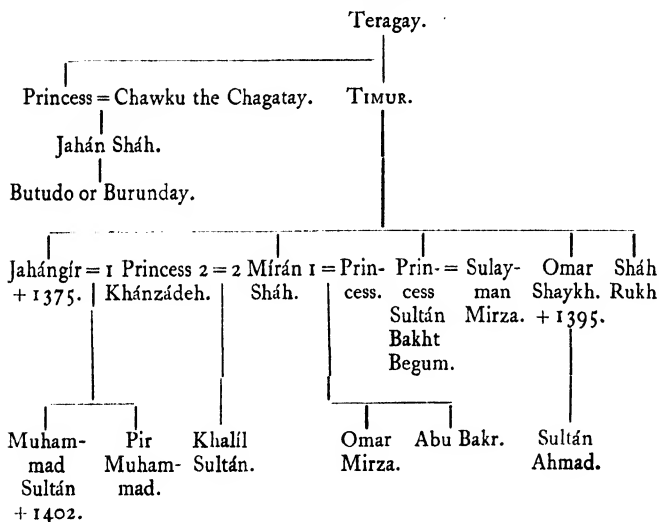 Teragay.
Princess = Chawku the Chagatay. TIMUR.
Jahán Sháh.
Butudo or Burunday.
Jahángír = 1 Princess 2 = 2 Mírán 1 = Prin- Prin- = Sulay- Omar Sháh
+ 1375. Khánzádeh. Sháh. cess. cess man Shaykh. Rukh
Sultán Mirza. + 1395.
Bakht
Begum.
Muham- Pir Khalíl Omar Abu Bakr. Sultán
mad Muham- Sultán. Mirza. Ahmad.
Sultán mad.
+ 1402.